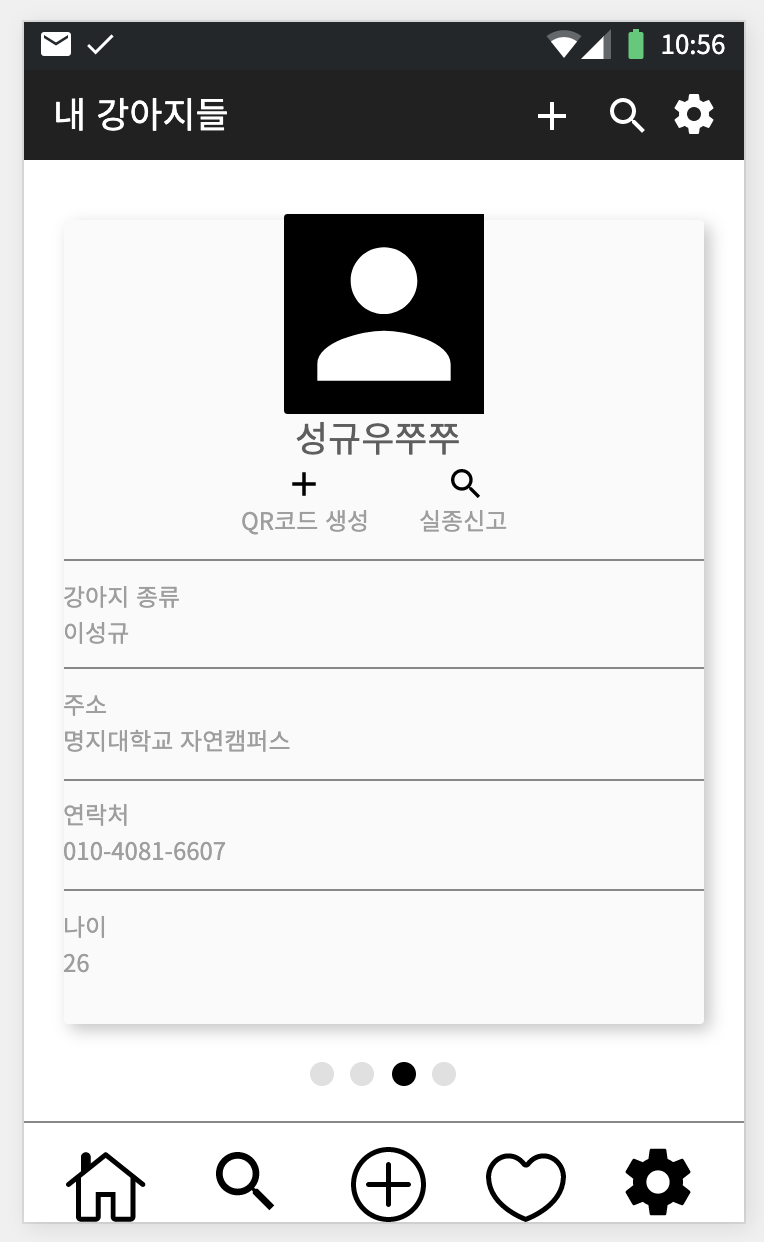 10:56
내 강아지들
성규우쭈쭈
QR코드 생성 실종신고
강아지 종류
이성규
주소
명지대학교 자연캠퍼스
연락처
010-4081-6607
나이
26